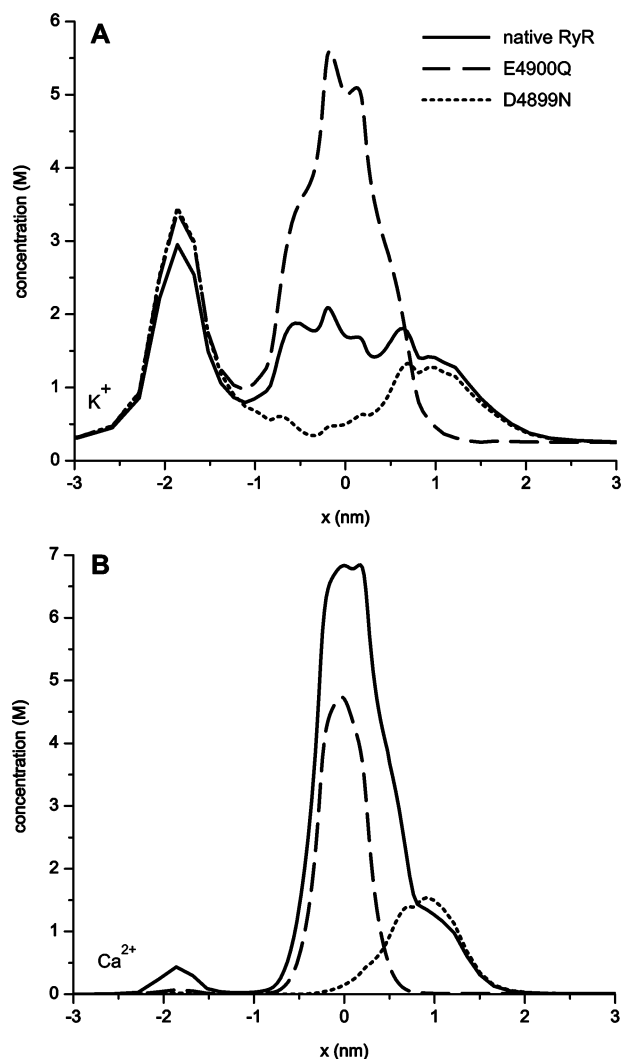 A
native RyR
E4900Q
D4899N
6
5
4
3
2
1
0
concentration (M)
K+
-3 -2 -1 0 1 2 3
x (nm)
B
7
6
5
4
3
2
1
0
concentration (M)
Ca2+
-3 -2 -1 0 1 2 3
x (nm)